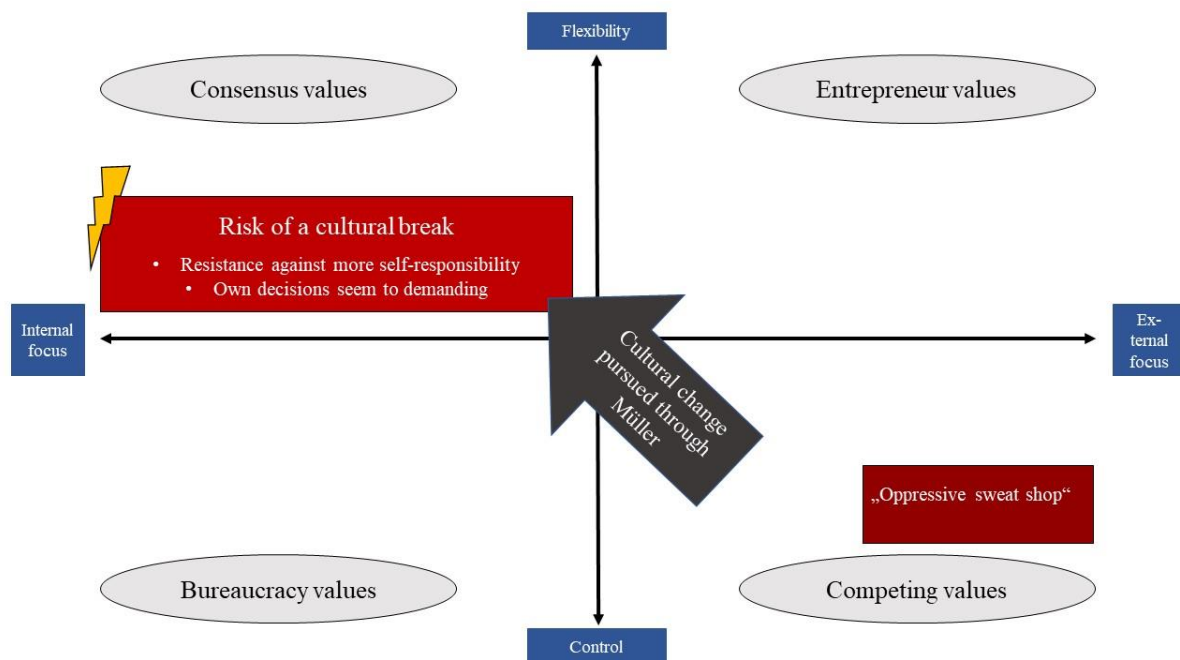 Flexibility
Consensus values
Entrepreneur values
Risk of a cultural break
• Resistance against more self-responsibility
• Own decisions seem to demanding
Internal
focus
Ex-
ternal
focus
Cultural change
pursued through
Müller
„Oppressive sweat shop“
Bureaucracy values
Competing values
Control